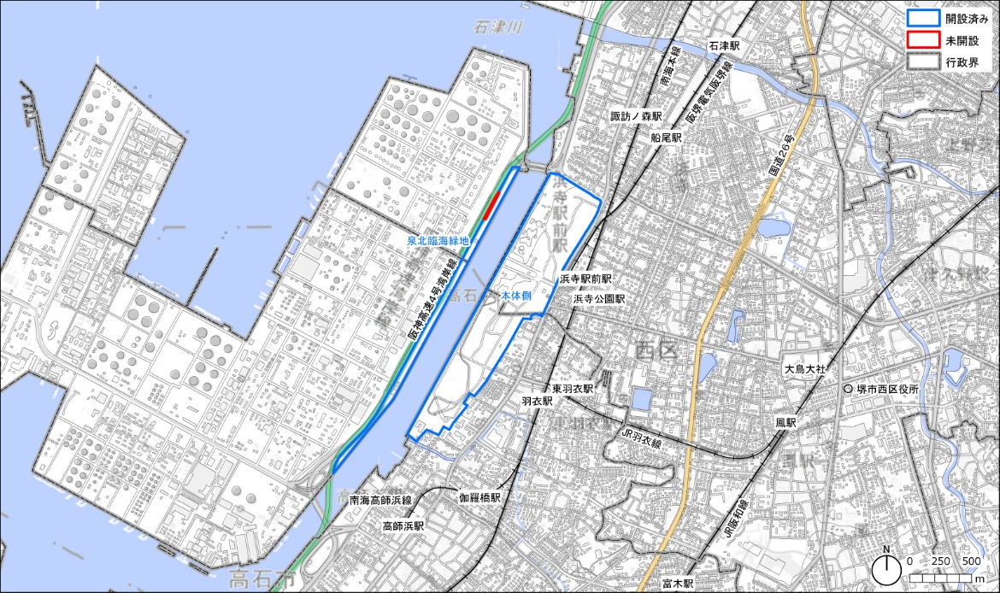 石津川
開設済み
未開設
行政界
石津駅
南海本線
阪堺電気阪堺線
諏訪ノ森駅
船尾駅
国道26号
浜寺駅前駅
泉北臨海緑地
阪神高速4号湾岸線
高石
本体側
浜寺駅前駅
浜寺公園駅
西区
大鳥大社
堺市西区役所
東羽衣駅
羽衣駅
東羽衣駅
鳳駅
JR羽衣線
鳳駅
南海高師浜線
伽羅橋駅
高師浜駅
JR阪和線
高石市
富木駅
N
0 250 500
m